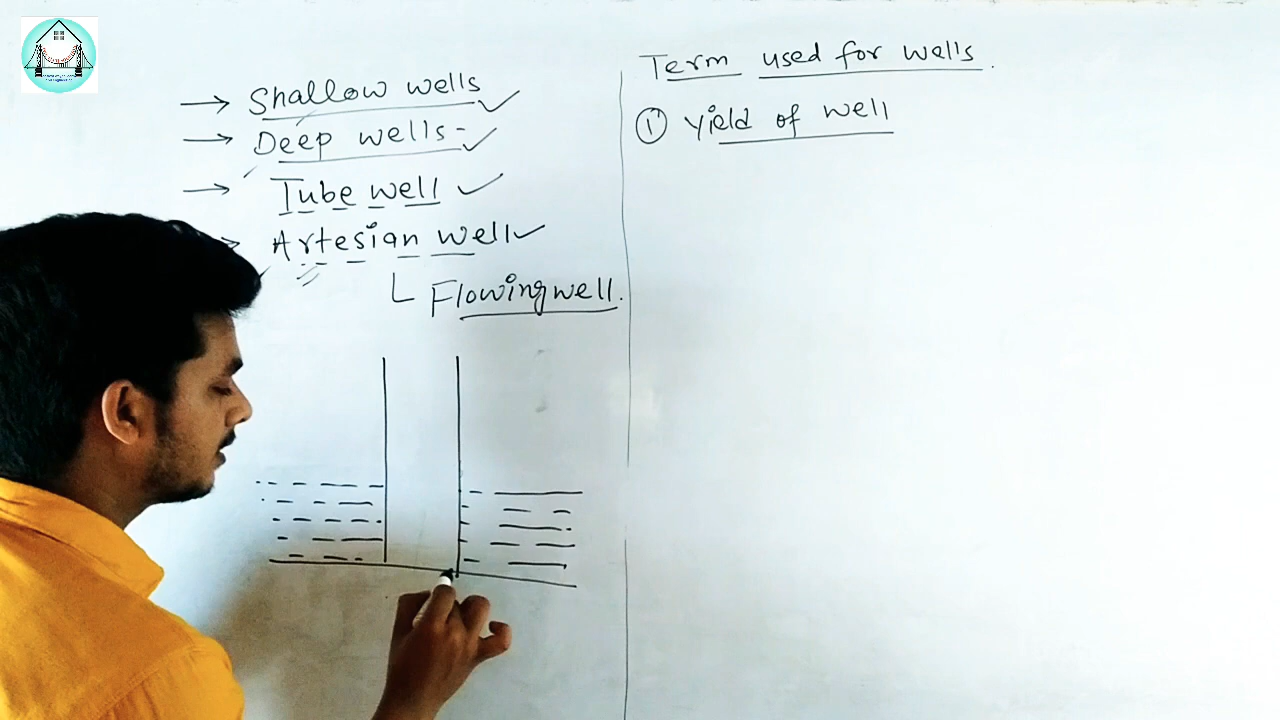 → Shallow wells ✓
→ Deep wells - ✓
→ Tube well ✓
→ Artesian well ✓
Flowing well.
Term used for wells.
① Yield of well